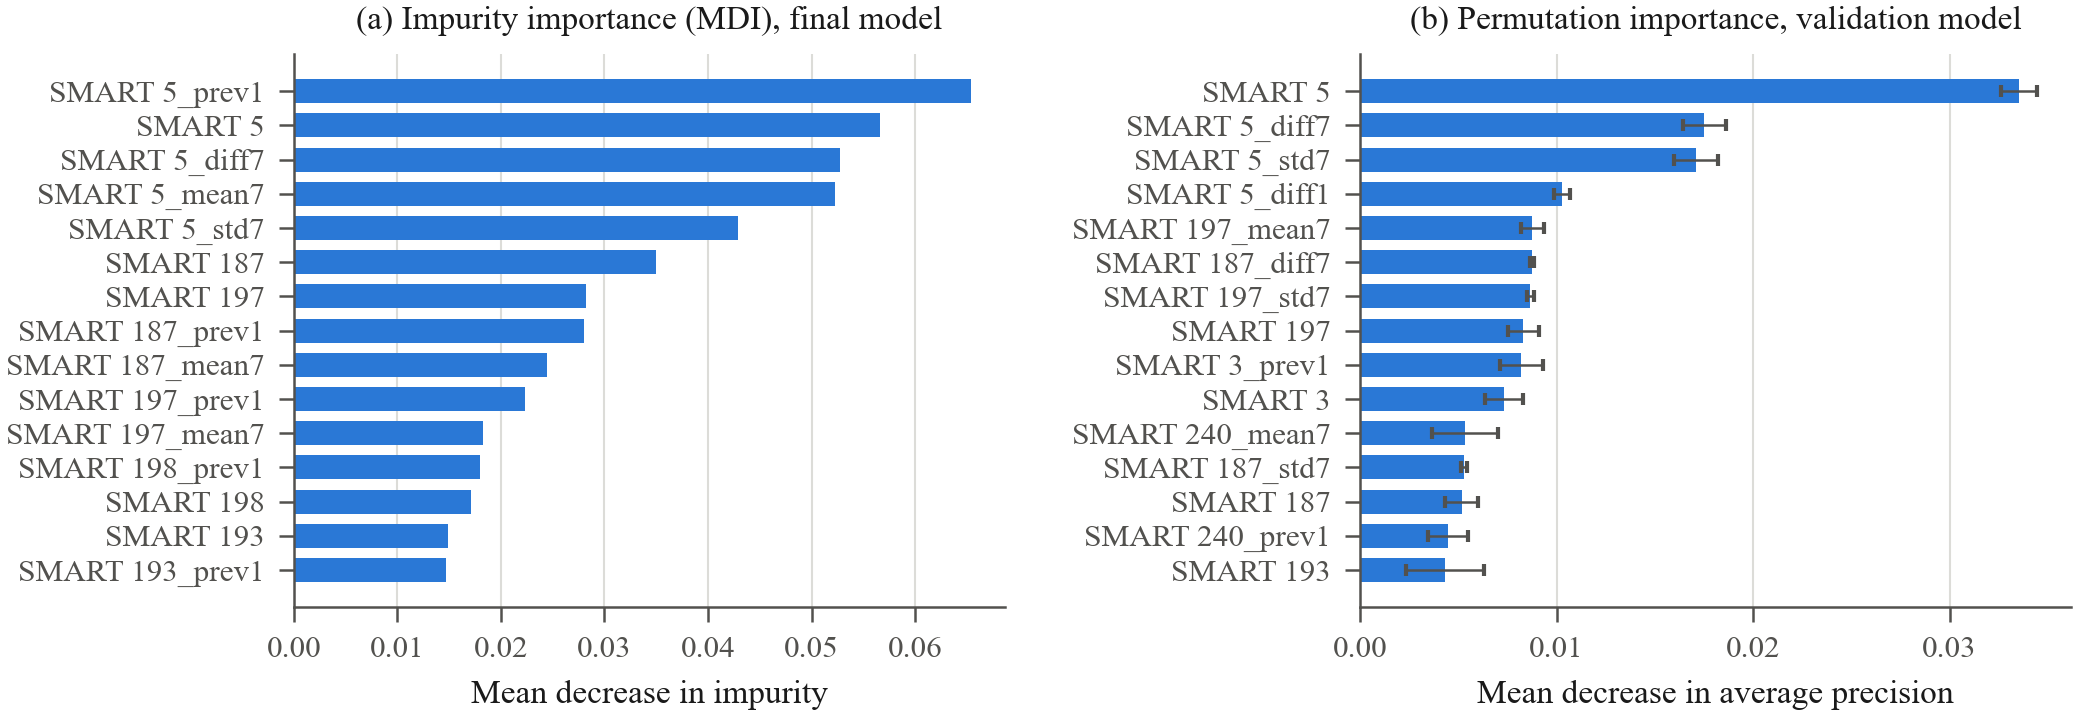 (a) Impurity importance (MDI), final model
SMART 5_prev1
SMART 5
SMART 5_diff7
SMART 5_mean7
SMART 5_std7
SMART 187
SMART 197
SMART 187_prev1
SMART 187_mean7
SMART 197_prev1
SMART 197_mean7
SMART 198_prev1
SMART 198
SMART 193
SMART 193_prev1
0.00 0.01 0.02 0.03 0.04 0.05 0.06
Mean decrease in impurity
(b) Permutation importance, validation model
SMART 5
SMART 5_diff7
SMART 5_std7
SMART 5_diff1
SMART 197_mean7
SMART 187_diff7
SMART 197_std7
SMART 197
SMART 3_prev1
SMART 3
SMART 240_mean7
SMART 187_std7
SMART 187
SMART 240_prev1
SMART 193
0.00 0.01 0.02 0.03
Mean decrease in average precision